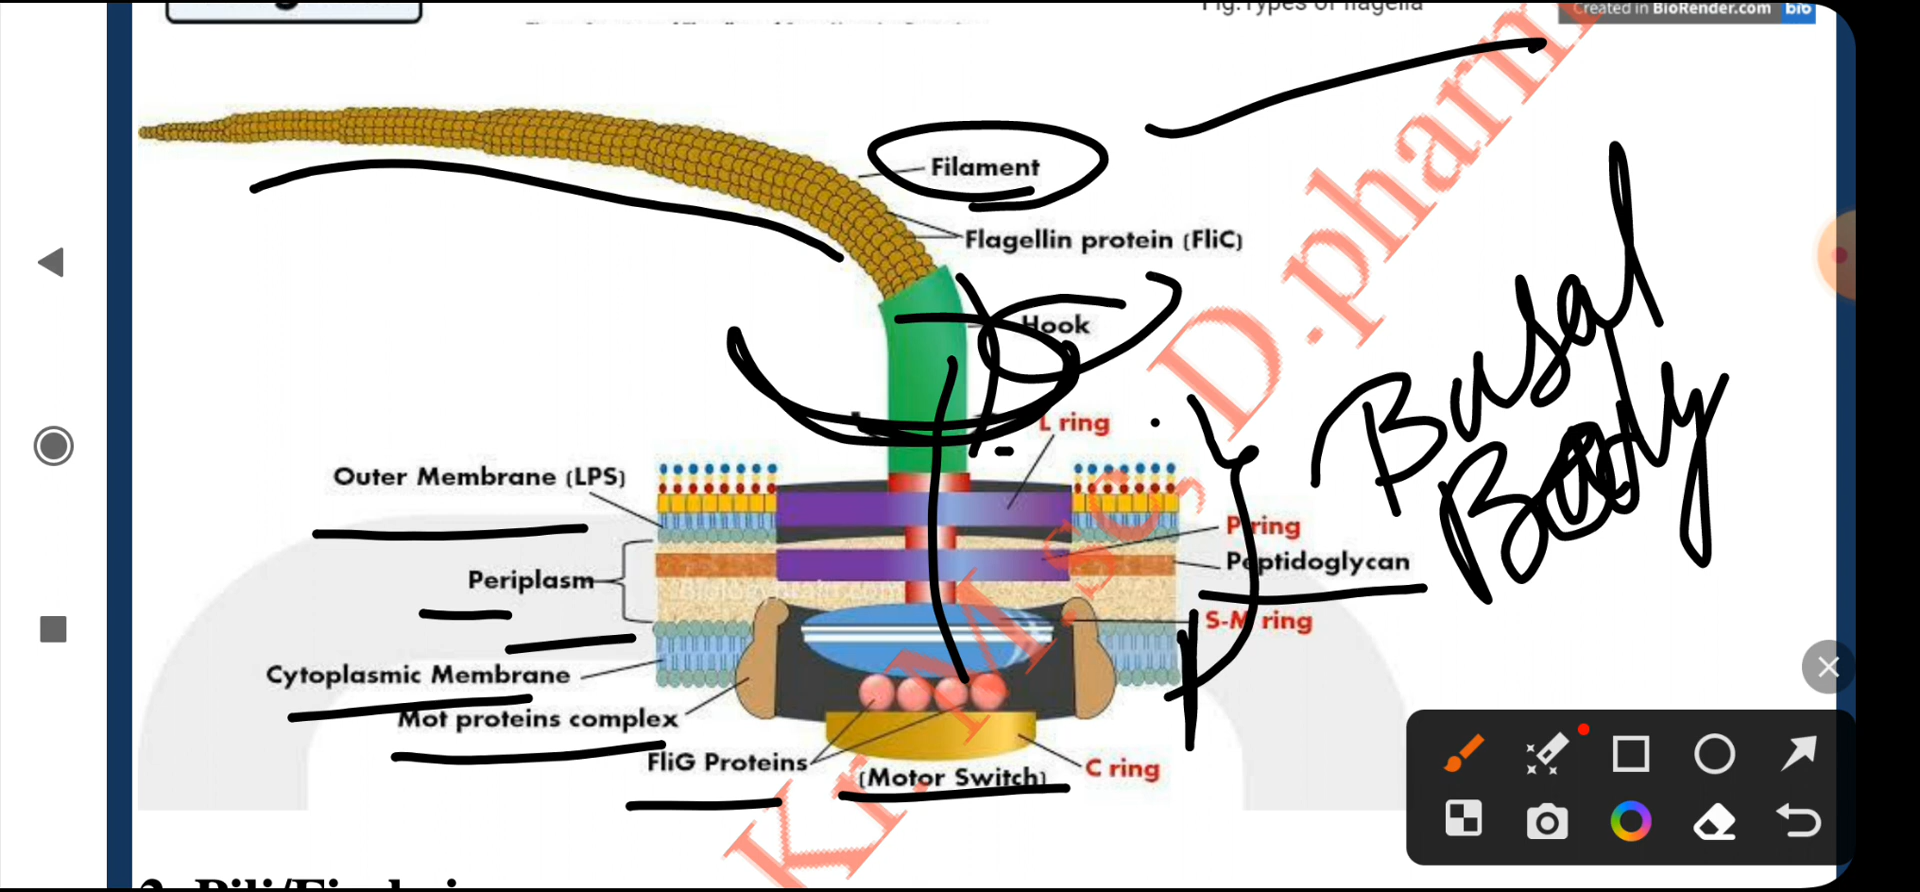 Fig:Types of flagella
Created in BioRender.com bio
Filament
Flagellin protein (FliC)
Hook
L ring
Outer Membrane (LPS)
P ring
Peptidoglycan
Periplasm
S-M ring
Cytoplasmic Membrane
Mot proteins complex
FliG Proteins
(Motor Switch)
C ring
Basal
Body
Kr. M.sc, D.pharm